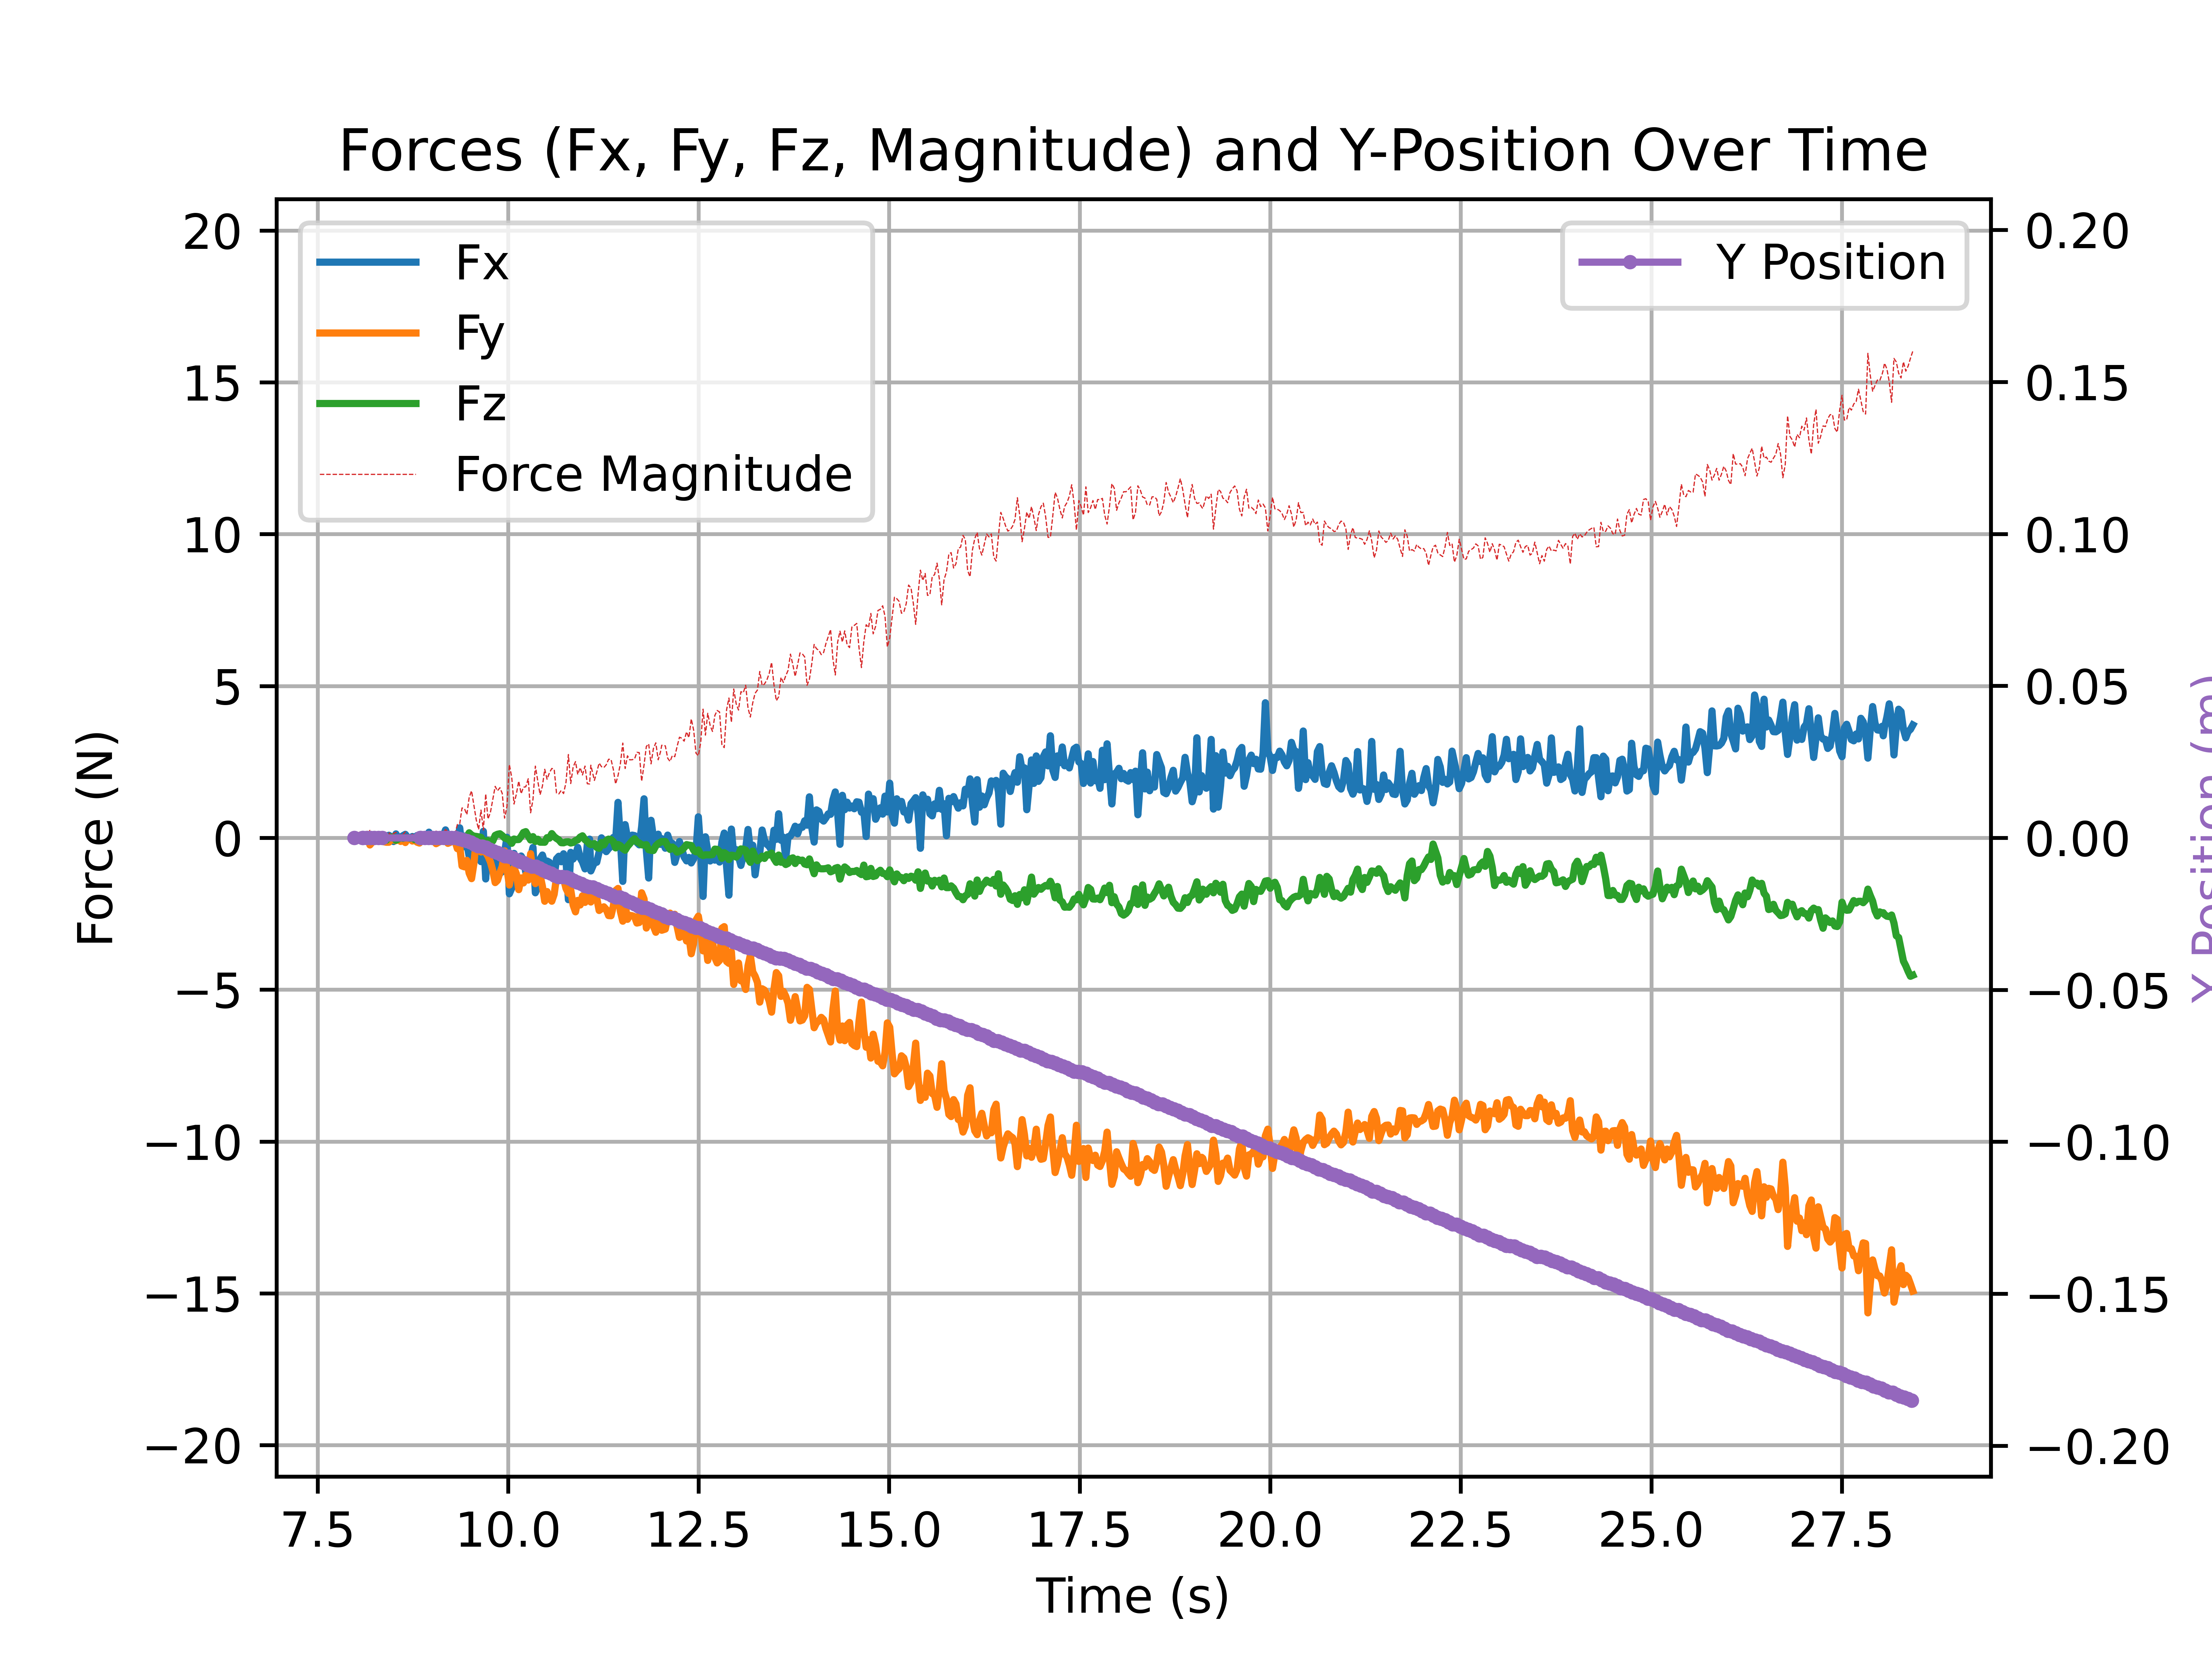 Forces (Fx, Fy, Fz, Magnitude) and Y-Position Over Time
Fx
Fy
Fz
Force Magnitude
Y Position
Force (N)
20
15
10
5
0
−5
−10
−15
−20
0.20
0.15
0.10
0.05
0.00
−0.05
−0.10
−0.15
−0.20
Y Position (m)
7.5 10.0 12.5 15.0 17.5 20.0 22.5 25.0 27.5
Time (s)